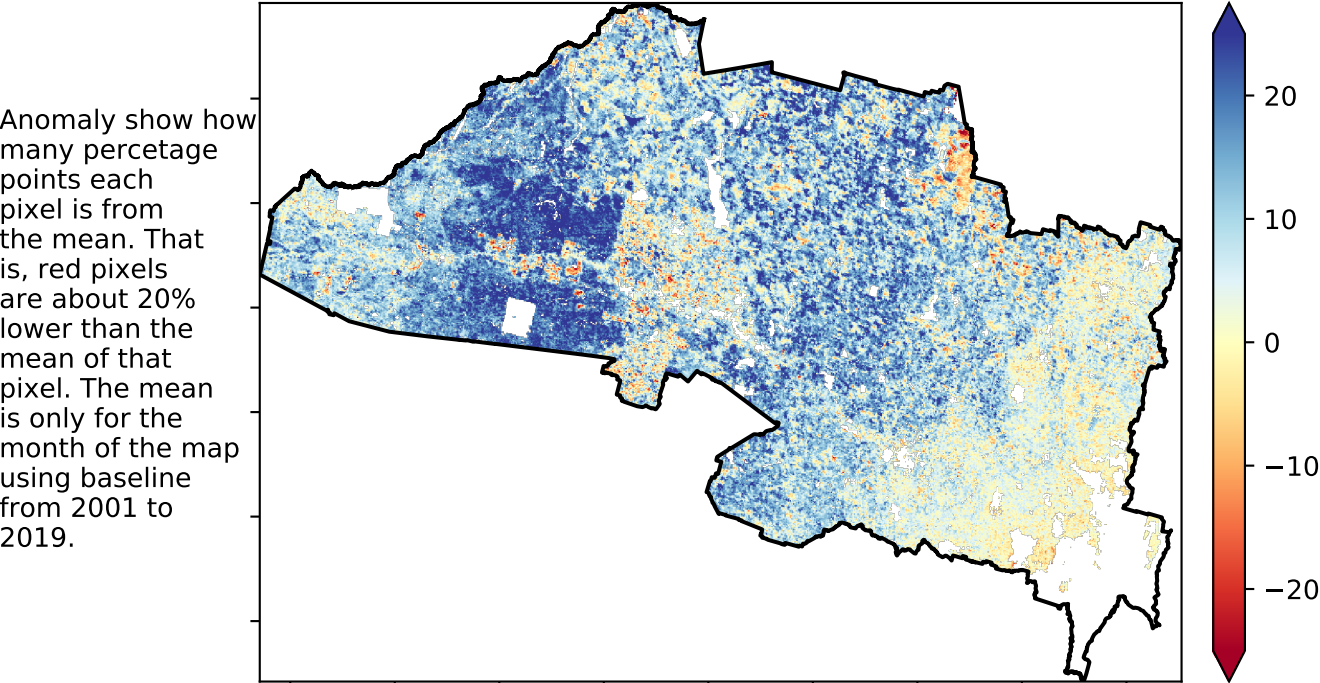 Anomaly show how
many percetage
points each
pixel is from
the mean. That
is, red pixels
are about 20%
lower than the
mean of that
pixel. The mean
is only for the
month of the map
using baseline
from 2001 to
2019.
20
10
0
−10
−20